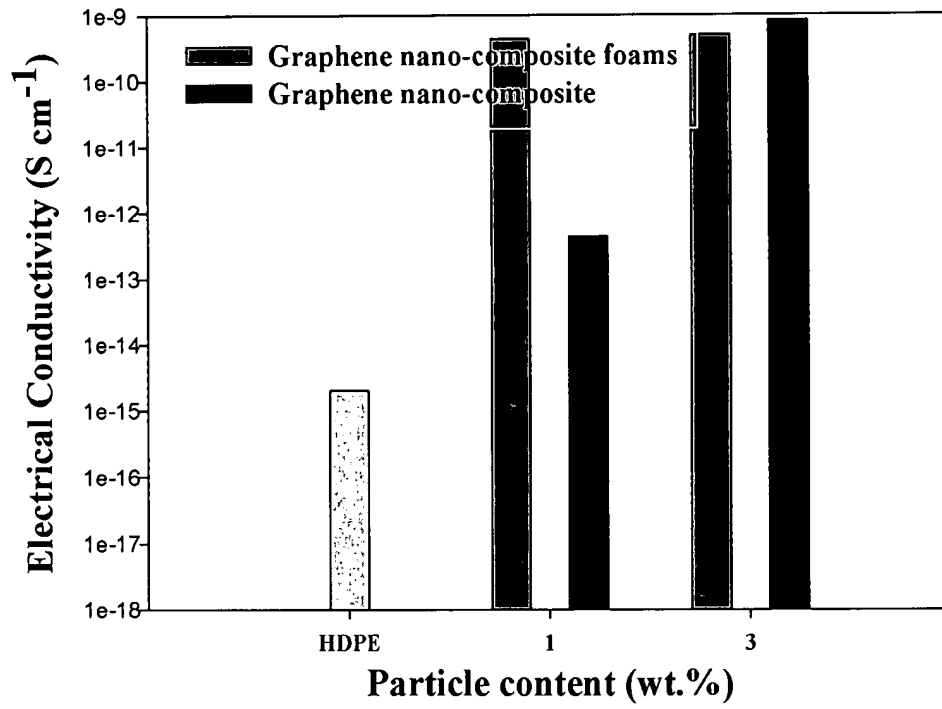 1e-9
1e-10
1e-11
1e-12
1e-13
1e-14
1e-15
1e-16
1e-17
1e-18
Electrical Conductivity (S cm⁻¹)
Graphene nano-composite foams
Graphene nano-composite
HDPE 1 3
Particle content (wt.%)